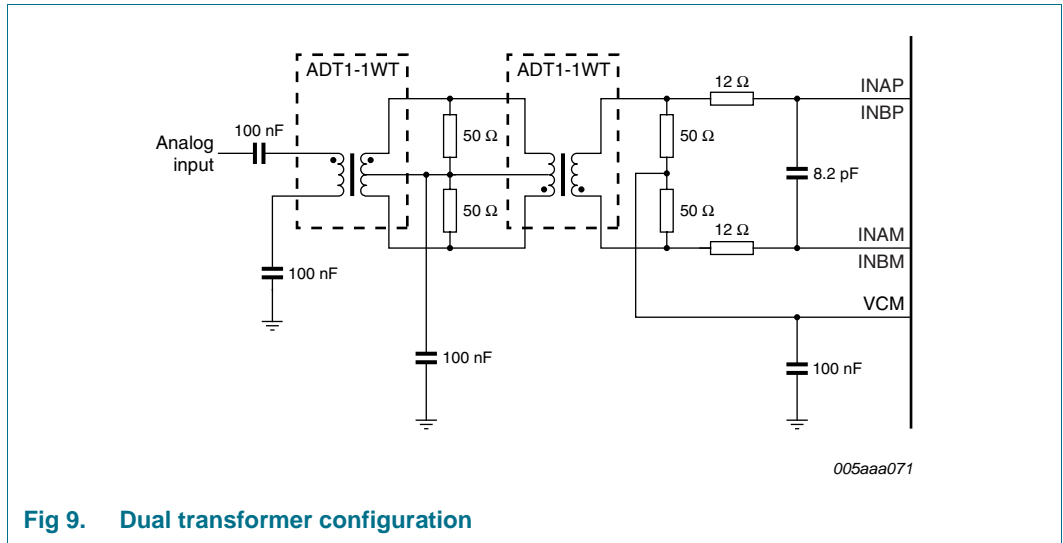 ADT1-1WT
ADT1-1WT
Analog
input
100 nF
50 Ω
50 Ω
100 nF
100 nF
50 Ω
50 Ω
12 Ω
12 Ω
8.2 pF
INAP
INBP
INAM
INBM
VCM
100 nF
005aaa071
Fig 9. Dual transformer configuration